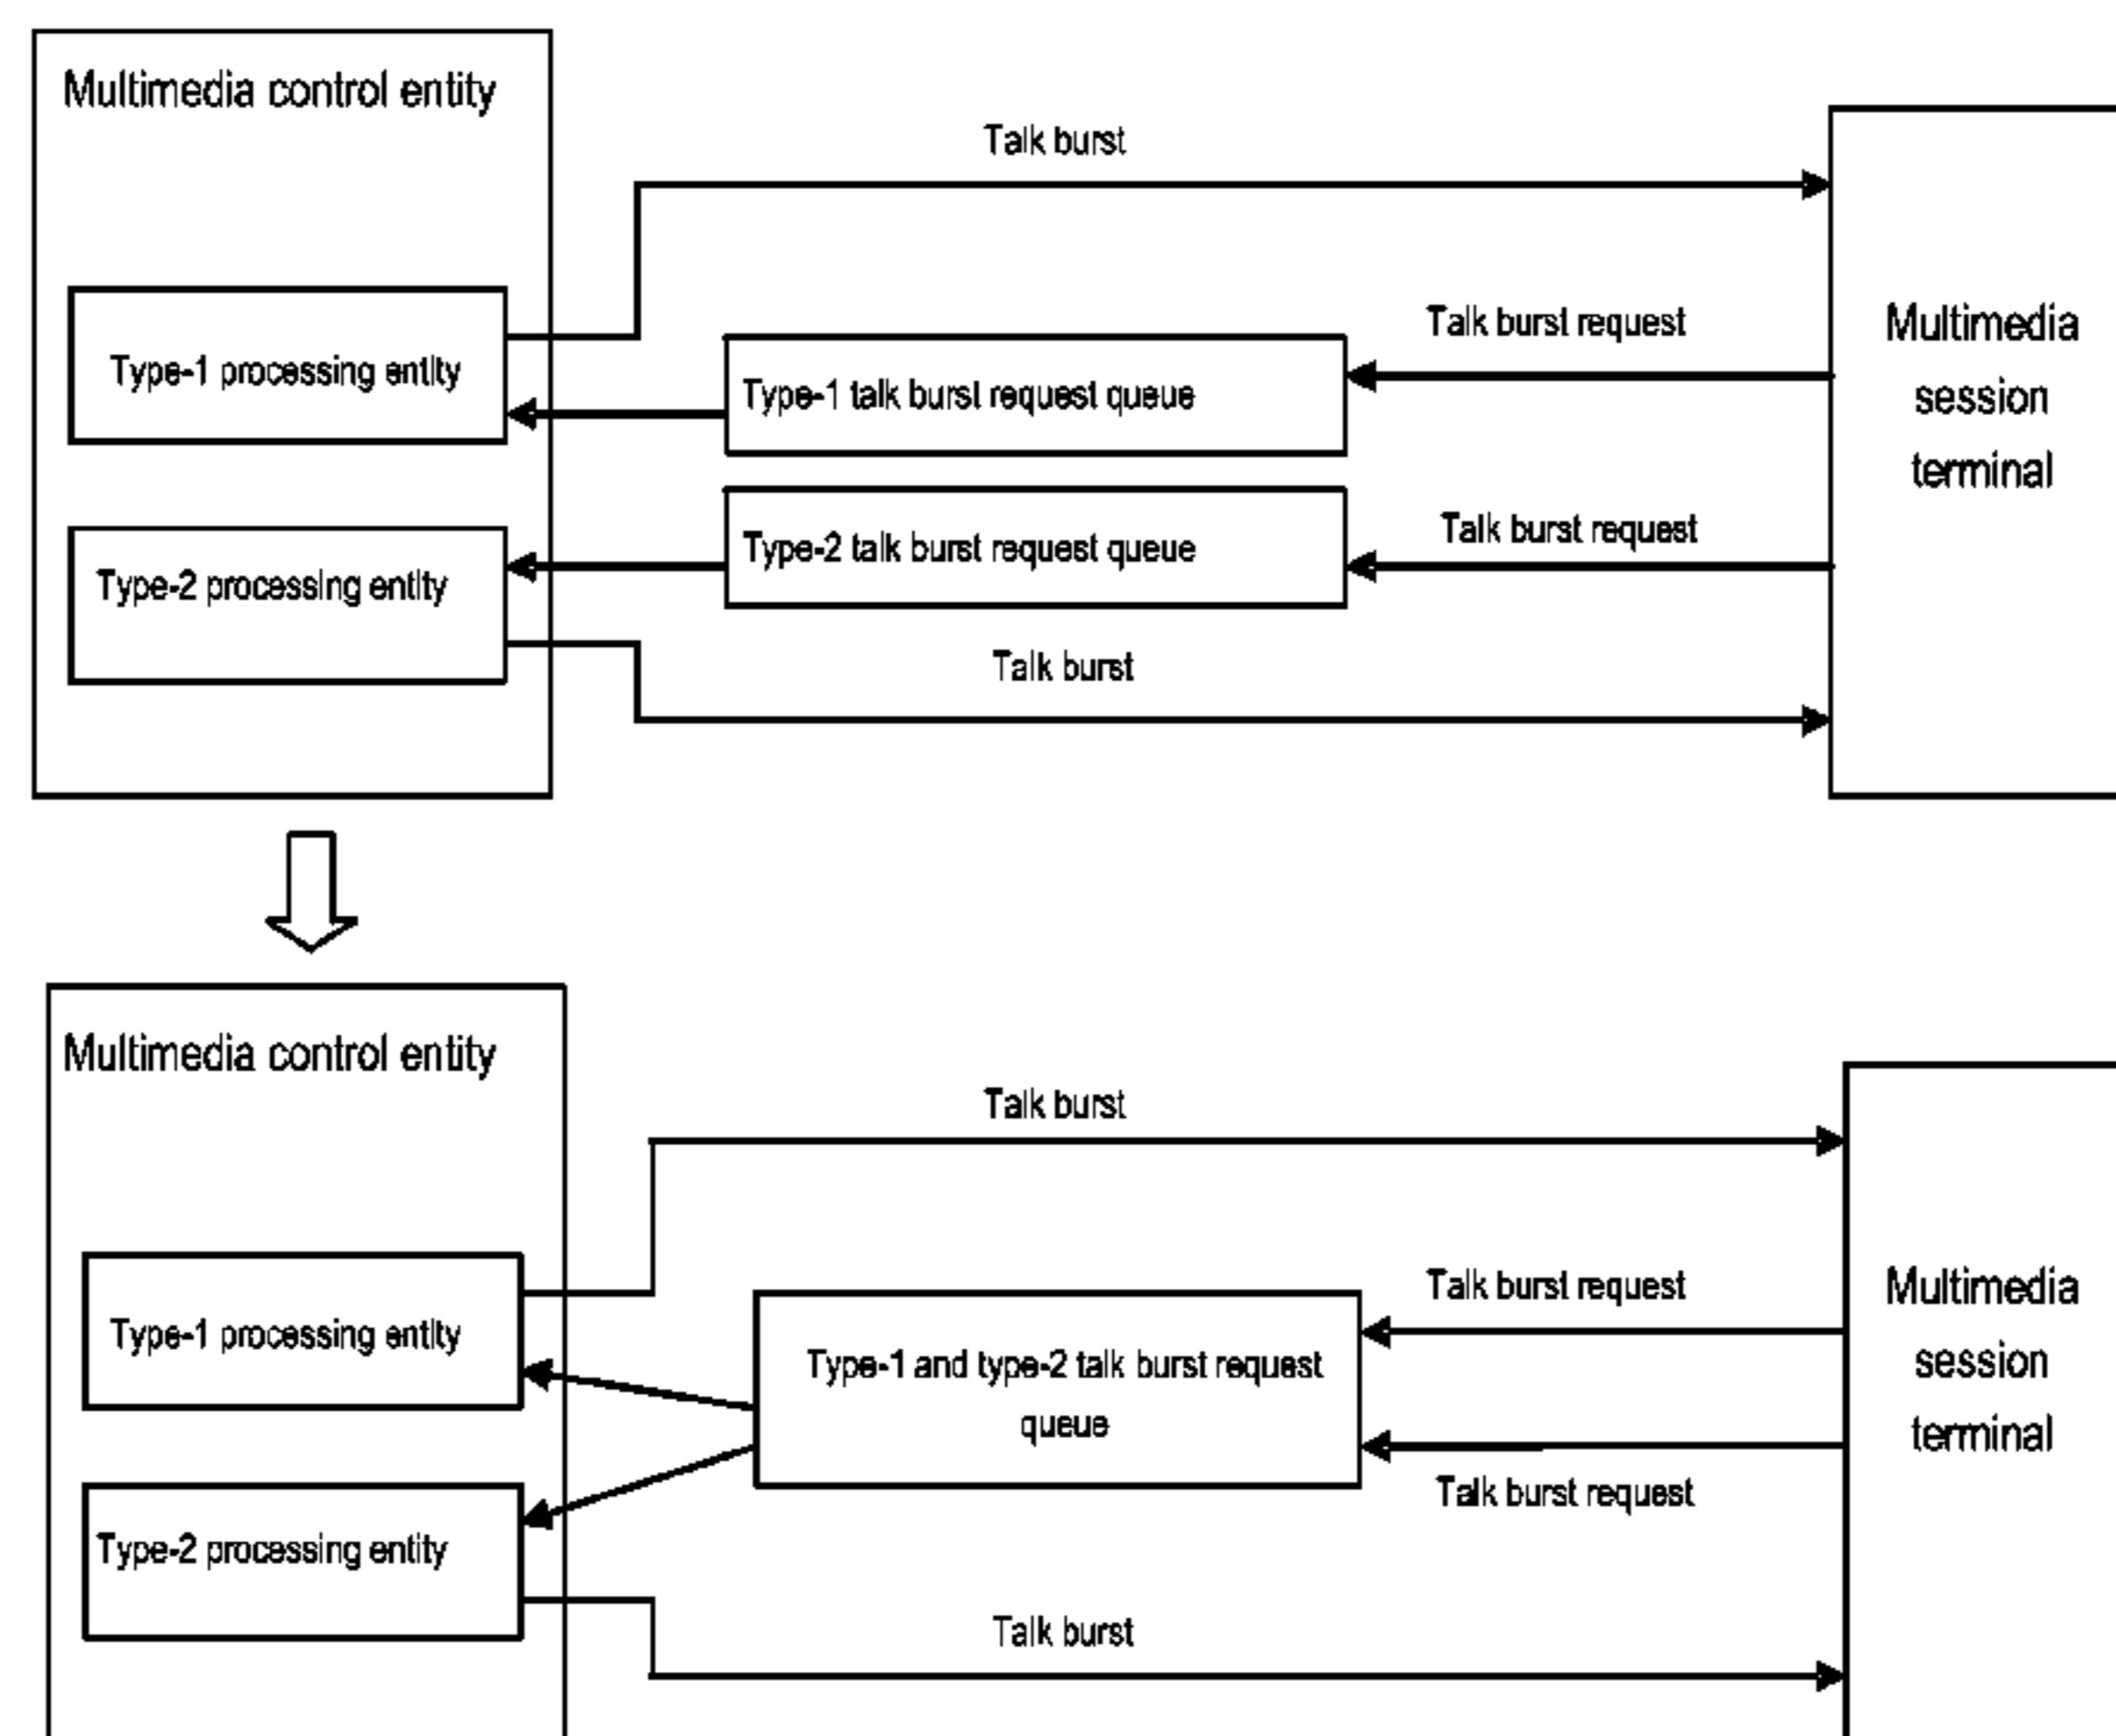 Multimedia control entity
Talk burst
Talk burst request
Multimedia
session
terminal
Type-1 processing entity
Type-1 talk burst request queue
Talk burst request
Type-2 talk burst request queue
Type-2 processing entity
Talk burst
Multimedia control entity
Talk burst
Talk burst request
Multimedia
session
terminal
Type-1 processing entity
Type-1 and type-2 talk burst request
queue
Talk burst request
Type-2 processing entity
Talk burst